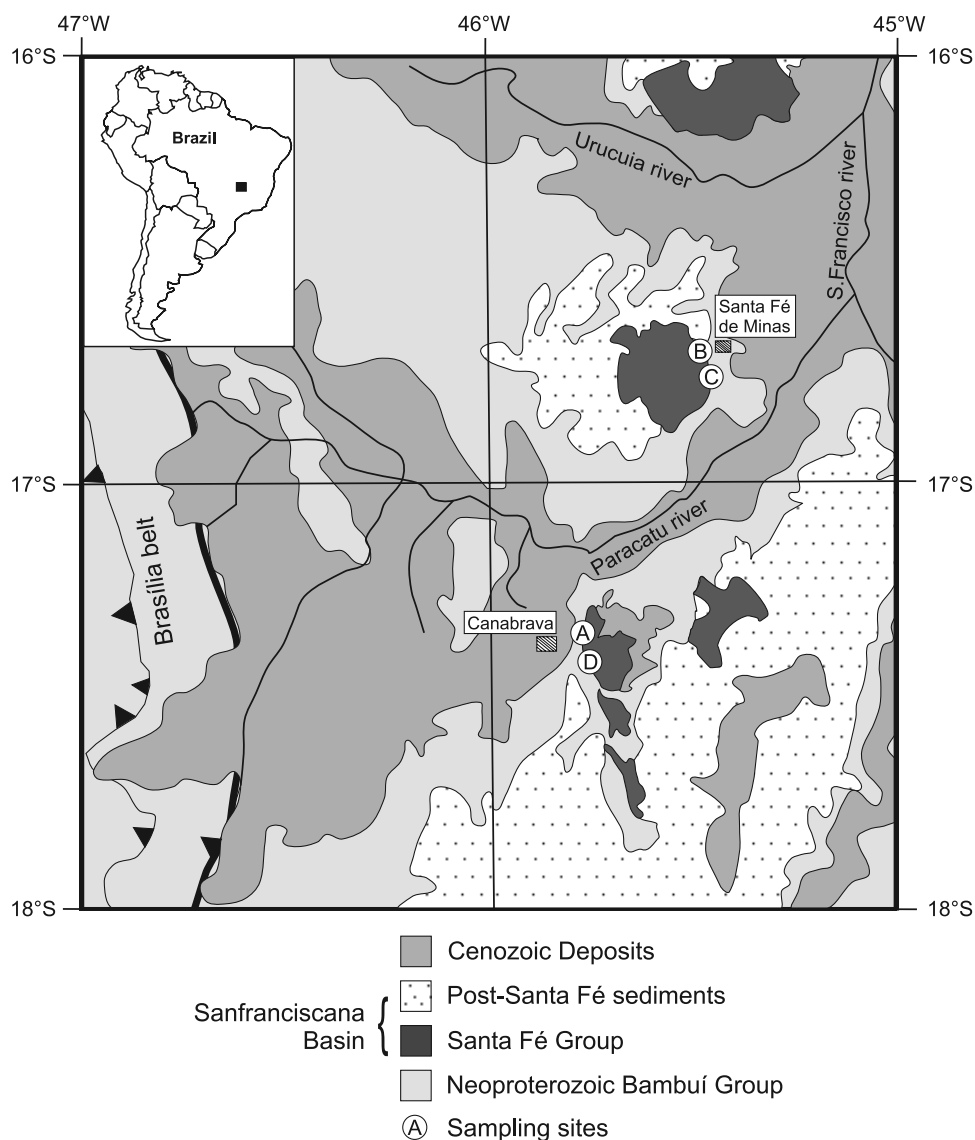 47°W
46°W
45°W
16°S
16°S
Brazil
Urucuia river
S.Francisco river
Santa Fé
de Minas
B
C
17°S
17°S
Paracatu river
Brasília belt
Canabrava
A
D
18°S
18°S
Cenozoic Deposits
Post-Santa Fé sediments
Sanfranciscana
Basin
Santa Fé Group
Neoproterozoic Bambuí Group
A Sampling sites